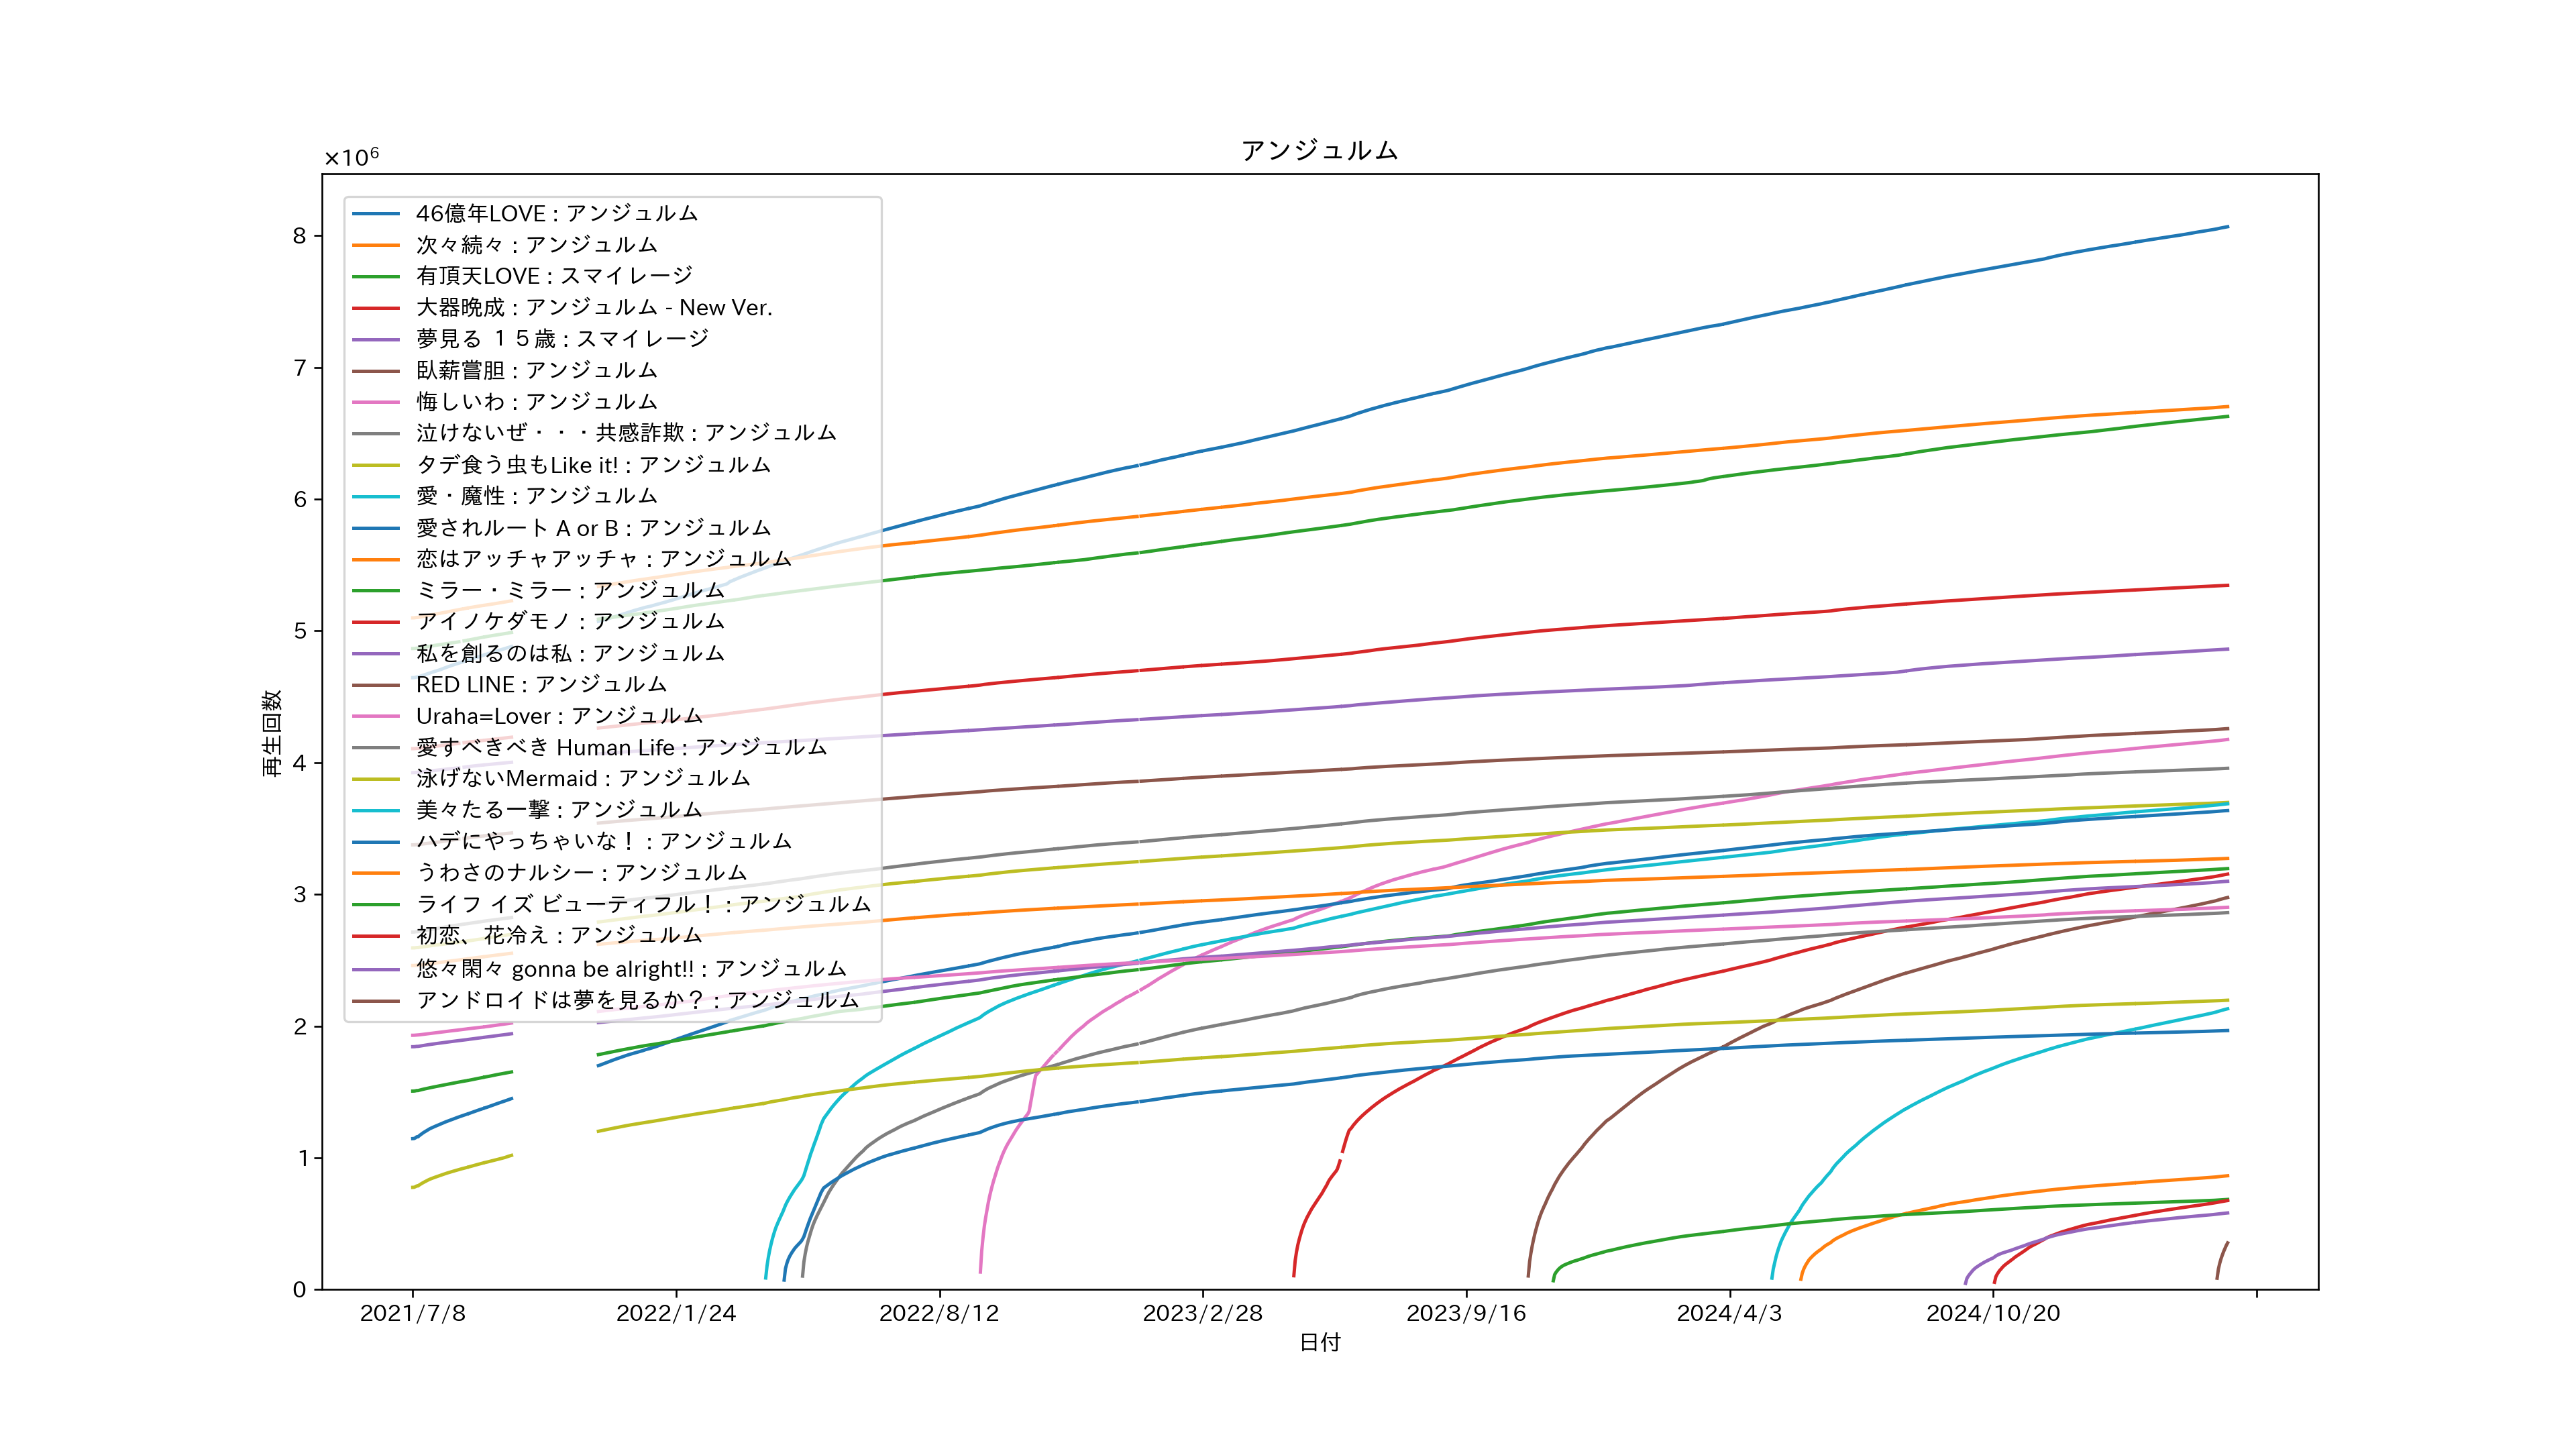 アンジュルム
×10⁶
46億年LOVE : アンジュルム
次々続々 : アンジュルム
有頂天LOVE : スマイレージ
大器晩成 : アンジュルム - New Ver.
夢見る １５歳 : スマイレージ
臥薪嘗胆 : アンジュルム
悔しいわ : アンジュルム
泣けないぜ・・・共感詐欺 : アンジュルム
タデ食う虫もLike it! : アンジュルム
愛・魔性 : アンジュルム
愛されルート A or B : アンジュルム
恋はアッチャアッチャ : アンジュルム
ミラー・ミラー : アンジュルム
アイノケダモノ : アンジュルム
私を創るのは私 : アンジュルム
RED LINE : アンジュルム
Uraha=Lover : アンジュルム
愛すべきべき Human Life : アンジュルム
泳げないMermaid : アンジュルム
美々たる一撃 : アンジュルム
ハデにやっちゃいな！ : アンジュルム
うわさのナルシー : アンジュルム
ライフ イズ ビューティフル！ : アンジュルム
初恋、花冷え : アンジュルム
悠々閑々 gonna be alright!! : アンジュルム
アンドロイドは夢を見るか？ : アンジュルム
8
7
6
5
4
3
2
1
0
再生回数
2021/7/8
2022/1/24
2022/8/12
2023/2/28
2023/9/16
2024/4/3
2024/10/20
日付